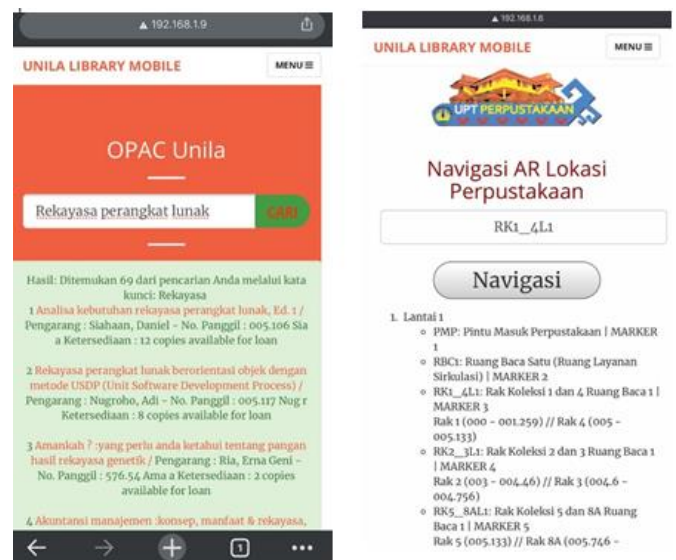 192.168.1.9
UNILA LIBRARY MOBILE
MENU
OPAC Unila
Rekayasa perangkat lunak
CARI
Hasil: Ditemukan 69 dari pencarian Anda melalui kata
kunci: Rekayasa
1 Analisa kebutuhan rekayasa perangkat lunak, Ed. 1 /
Pengarang : Siahaan, Daniel - No. Panggil : 005.106 Sia
a Ketersediaan : 12 copies available for loan
2 Rekayasa perangkat lunak berorientasi objek dengan
metode USDP (Unit Software Development Process) /
Pengarang : Nugroho, Adi - No. Panggil : 005.117 Nug r
Ketersediaan : 8 copies available for loan
3 Amankah ? :yang perlu anda ketahui tentang pangan
hasil rekayasa genetik / Pengarang : Ria, Erna Geni -
No. Panggil : 576.54 Ama a Ketersediaan : 2 copies
available for loan
4 Akuntansi manajemen :konsep, manfaat & rekayasa,
1
192.168.1.8
UNILA LIBRARY MOBILE
MENU
UPT PERPUSTAKAAN
Navigasi AR Lokasi
Perpustakaan
RK1_4L1
Navigasi
1. Lantai 1
PMP: Pintu Masuk Perpustakaan | MARKER
1
RBC1: Ruang Baca Satu (Ruang Layanan
Sirkulasi) | MARKER 2
RK1_4L1: Rak Koleksi 1 dan 4 Ruang Baca 1 |
MARKER 3
Rak 1 (000 - 001.259) // Rak 4 (005 -
005.133)
RK2_3L1: Rak Koleksi 2 dan 3 Ruang Baca 1
| MARKER 4
Rak 2 (003 - 004.46) // Rak 3 (004.6 -
004.756)
RK5_8AL1: Rak Koleksi 5 dan 8A Ruang
Baca 1 | MARKER 5
Rak 5 (005.133) // Rak 8A (005.746 -